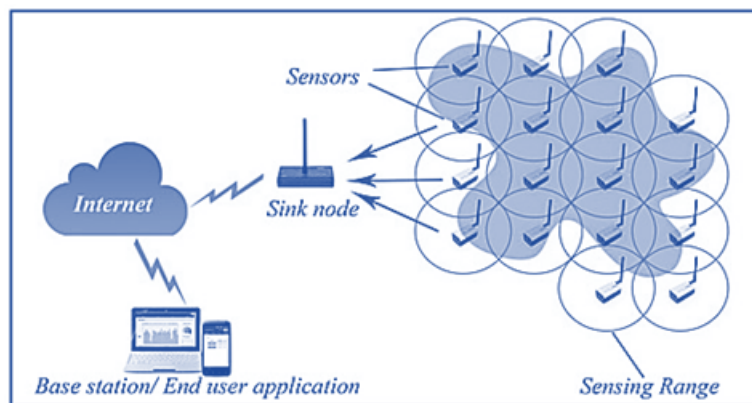 Sensors
Internet
Sink node
Base station/ End user application
Sensing Range